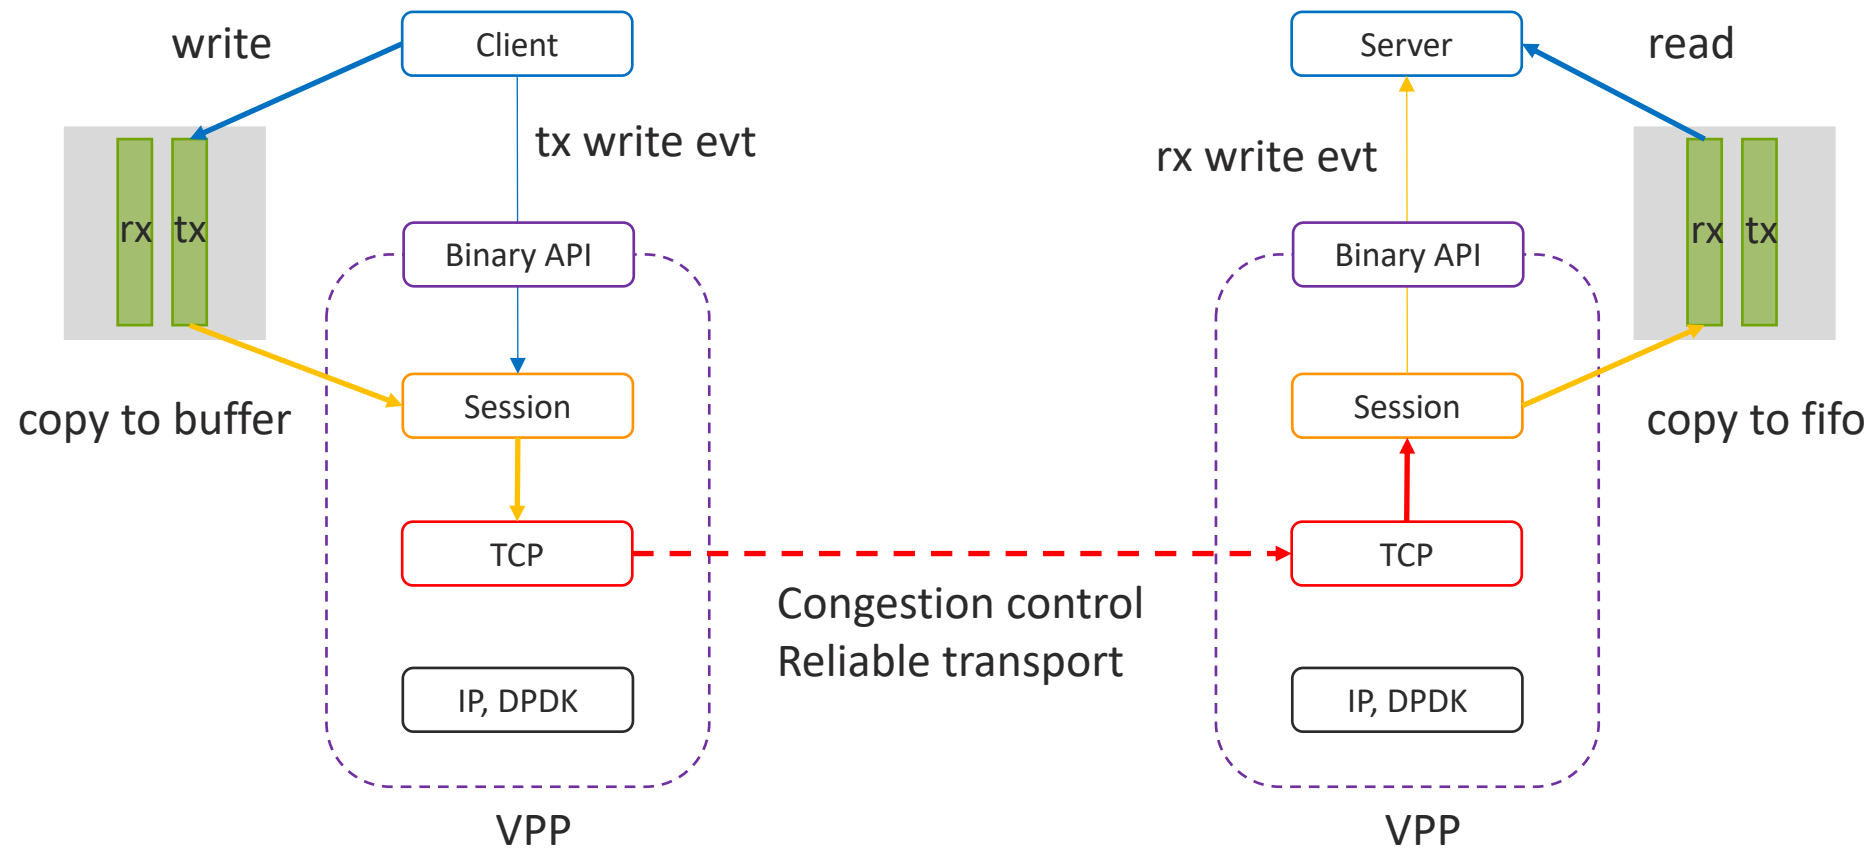 write
Client
Server
read
tx write evt
rx write evt
rx
tx
rx
tx
Binary API
Binary API
copy to buffer
Session
Session
copy to fifo
TCP
TCP
Congestion control
Reliable transport
IP, DPDK
IP, DPDK
VPP
VPP